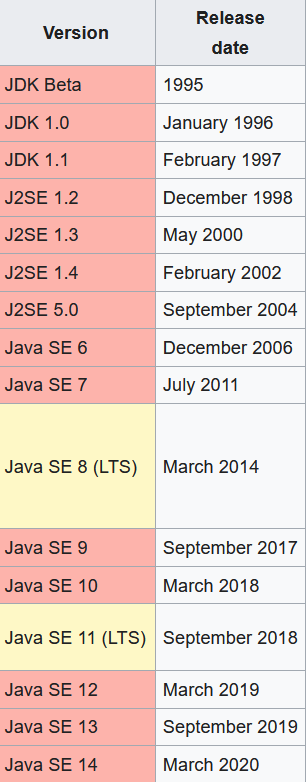 Version Release date
JDK Beta 1995
JDK 1.0 January 1996
JDK 1.1 February 1997
J2SE 1.2 December 1998
J2SE 1.3 May 2000
J2SE 1.4 February 2002
J2SE 5.0 September 2004
Java SE 6 December 2006
Java SE 7 July 2011
Java SE 8 (LTS) March 2014
Java SE 9 September 2017
Java SE 10 March 2018
Java SE 11 (LTS) September 2018
Java SE 12 March 2019
Java SE 13 September 2019
Java SE 14 March 2020